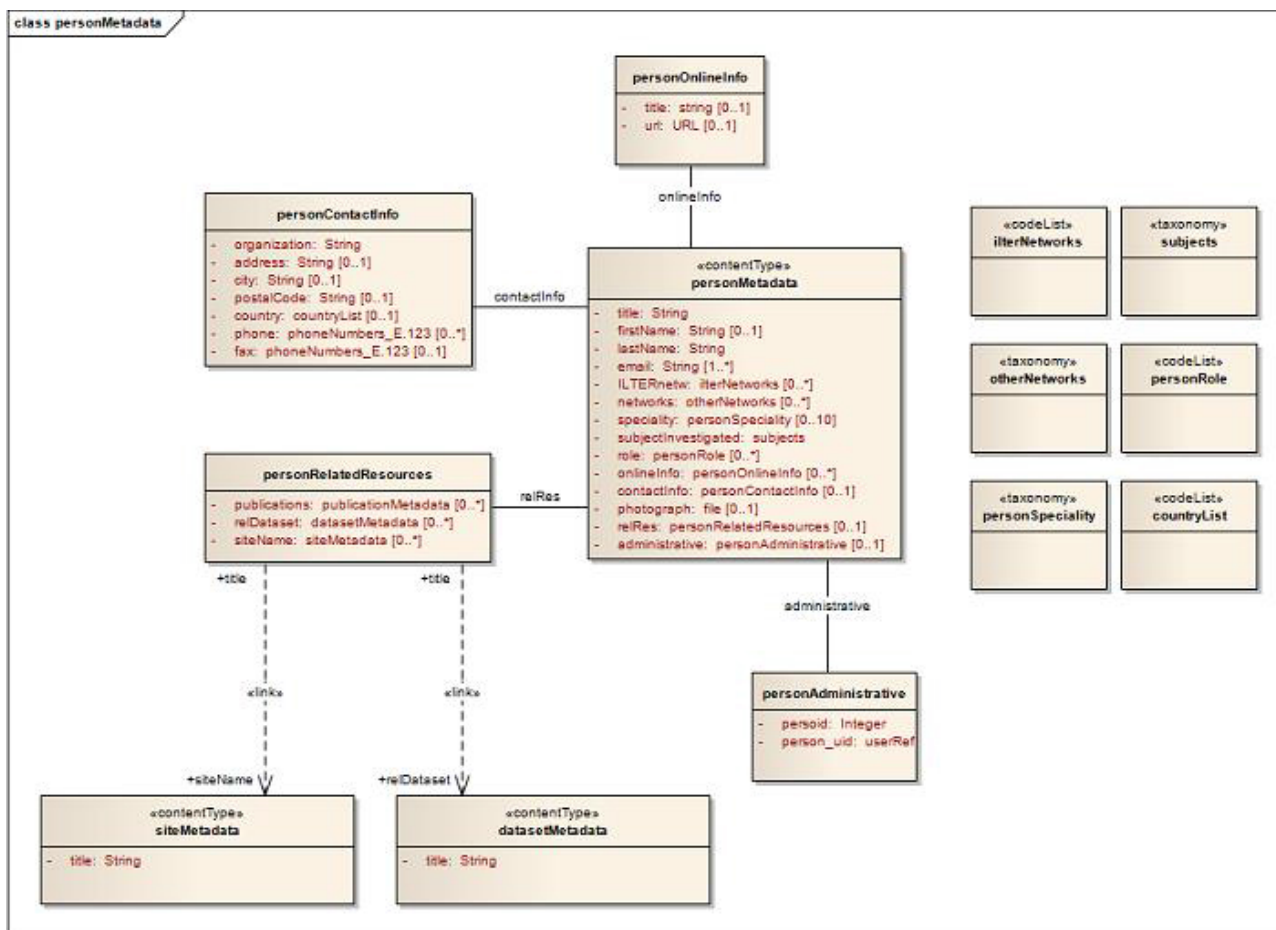 class personMetadata
personOnlineInfo
- title: string [0..1]
- url: URL [0..1]
onlineInfo
personContactInfo
- organization: String
- address: String [0..1]
- city: String [0..1]
- postalCode: String [0..1]
- country: countryList [0..1]
- phone: phoneNumbers_E.123 [0..*]
- fax: phoneNumbers_E.123 [0..1]
contactInfo
«contentType»
personMetadata
- title: String
- firstName: String [0..1]
- lastName: String
- email: String [1..*]
- ILTERnetw: ilterNetworks [0..*]
- networks: otherNetworks [0..*]
- speciality: personSpeciality [0..10]
- subjectInvestigated: subjects
- role: personRole [0..*]
- onlineInfo: personOnlineInfo [0..*]
- contactInfo: personContactInfo [0..1]
- photograph: file [0..1]
- relRes: personRelatedResources [0..1]
- administrative: personAdministrative [0..1]
«codeList»
ilterNetworks
«taxonomy»
subjects
«taxonomy»
otherNetworks
«codeList»
personRole
«taxonomy»
personSpeciality
«codeList»
countryList
personRelatedResources
- publications: publicationMetadata [0..*]
- relDataset: datasetMetadata [0..*]
- siteName: siteMetadata [0..*]
relRes
+title
+title
«link»
«link»
+siteName
+relDataset
administrative
personAdministrative
- persoid: Integer
- person_uid: userRef
«contentType»
siteMetadata
- title: String
«contentType»
datasetMetadata
- title: String